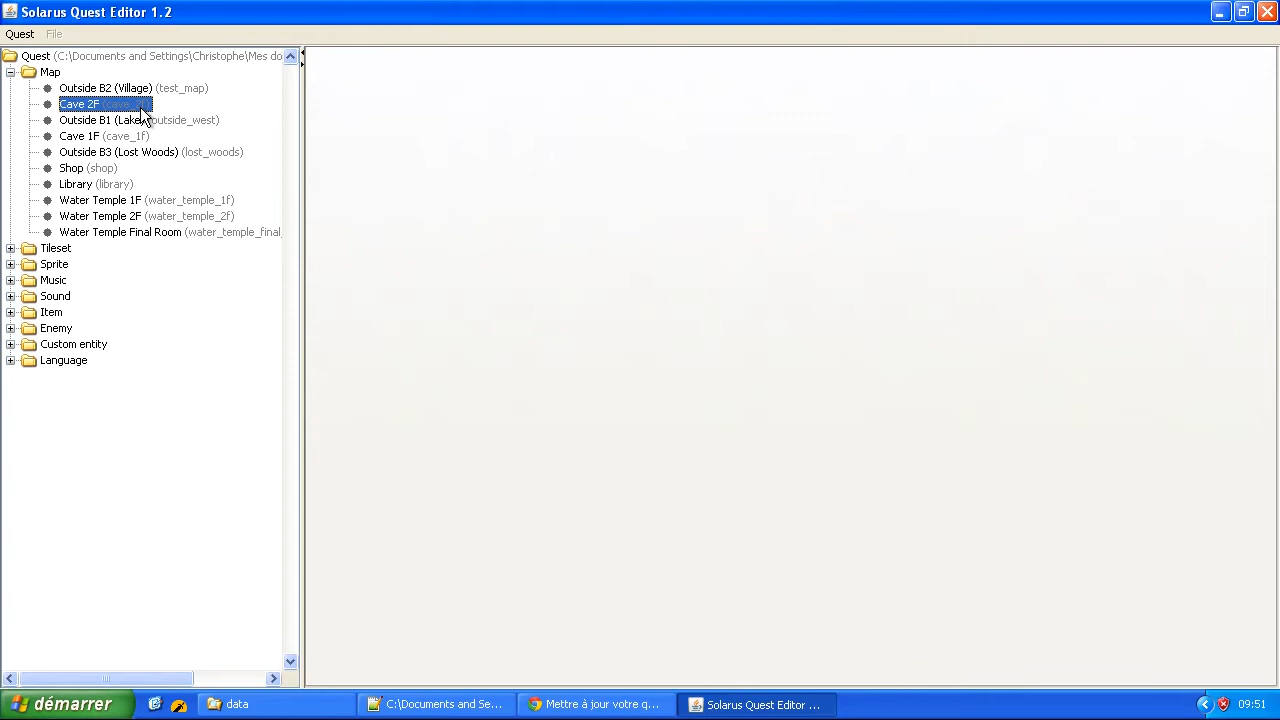 Solarus Quest Editor 1.2
Quest File
Quest (C:\Documents and Settings\Christophe\Mes do
Map
Outside B2 (Village) (test_map)
Cave 2F (cave_2f)
Outside B1 (Lake) outside_west)
Cave 1F (cave_1f)
Outside B3 (Lost Woods) (lost_woods)
Shop (shop)
Library (library)
Water Temple 1F (water_temple_1f)
Water Temple 2F (water_temple_2f)
Water Temple Final Room (water_temple_final_
Tileset
Sprite
Music
Sound
Item
Enemy
Custom entity
Language
démarrer data C:\Documents and Se... Mettre à jour votre q... Solarus Quest Editor ... 09:51